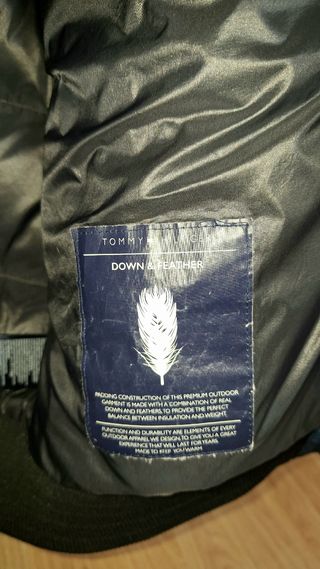 TOMMY HILFIGER
DOWN & FEATHER
PADDING CONSTRUCTION OF THIS PREMIUM OUTDOOR
GARMENT IS MADE WITH A COMBINATION OF REAL
DOWN AND FEATHERS, TO PROVIDE THE PERFECT
BALANCE BETWEEN INSULATION AND WEIGHT.
FUNCTION AND DURABILITY ARE ELEMENTS OF EVERY
OUTDOOR APPAREL WE DESIGN, TO GIVE YOU A GREAT
EXPERIENCE THAT WILL LAST FOR YEARS.
MADE TO KEEP YOU WARM